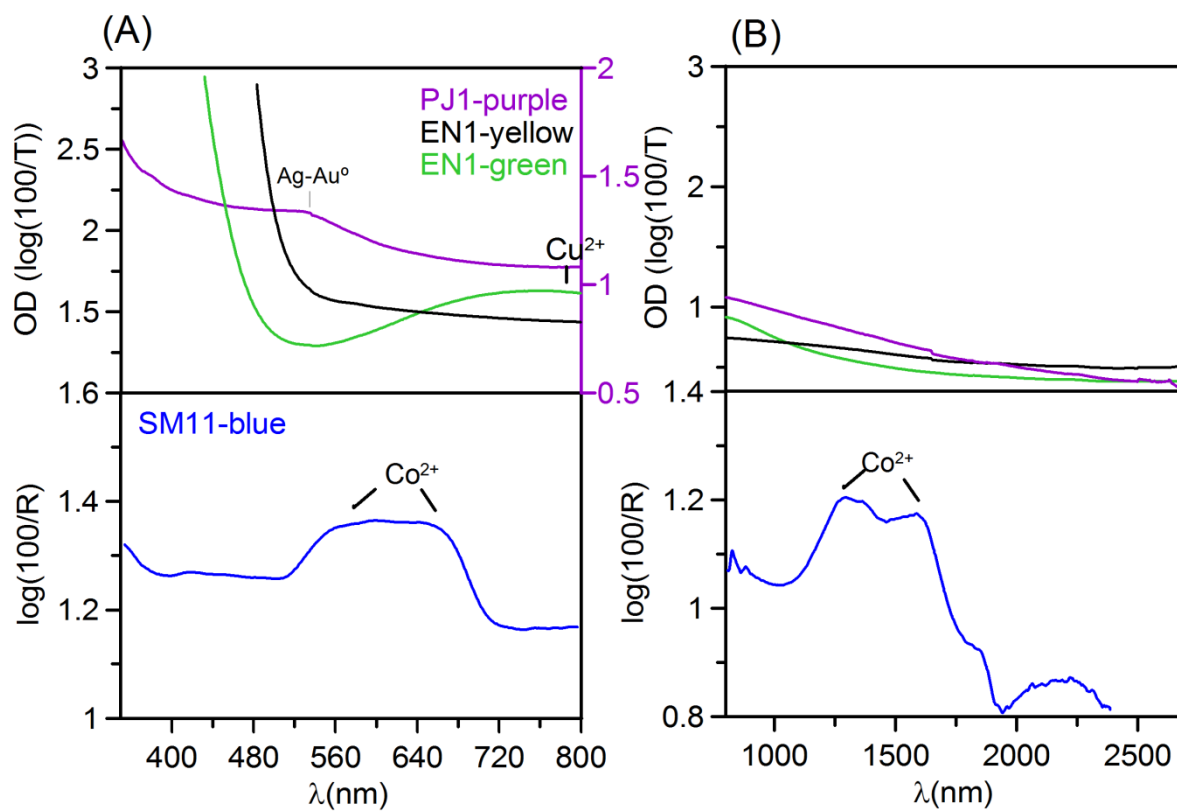 (A)
(B)
3
2.5
2
1.5
1.6
OD (log(100/T))
2
1.5
1
0.5
PJ1-purple
EN1-yellow
EN1-green
Ag-Au⁰
Cu²⁺
3
2
1
1.4
OD (log(100/T)
1.4
1.2
1
log(100/R)
SM11-blue
Co²⁺
1.2
1
0.8
log(100/R)
Co²⁺
400 480 560 640 720 800
λ(nm)
1000 1500 2000 2500
λ(nm)